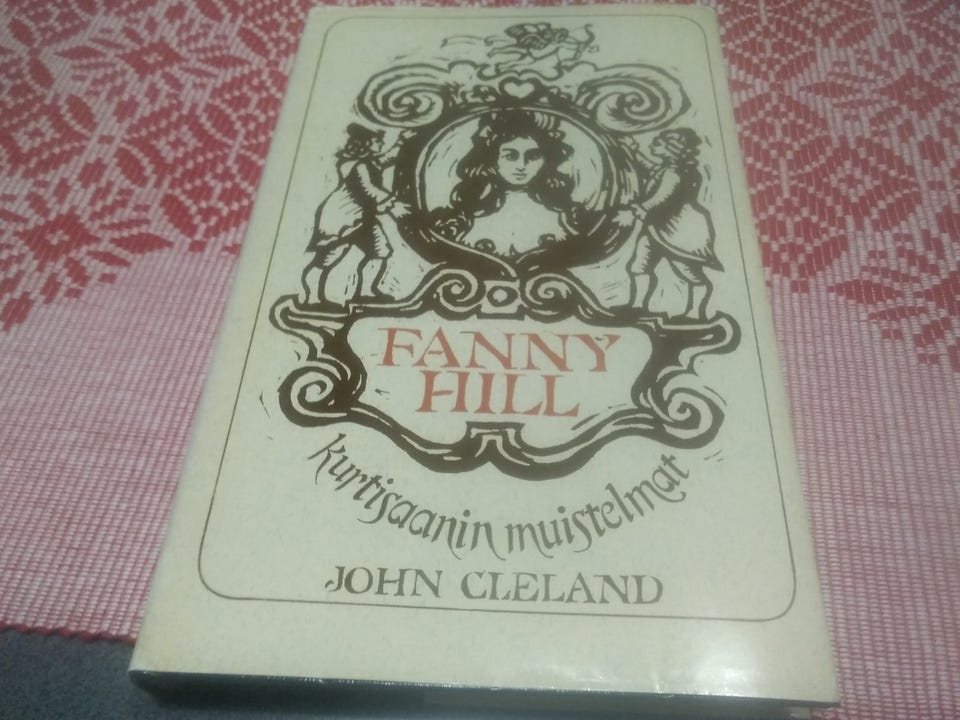 FANNY
HILL
kurtisaanin muistelmat
JOHN CLELAND